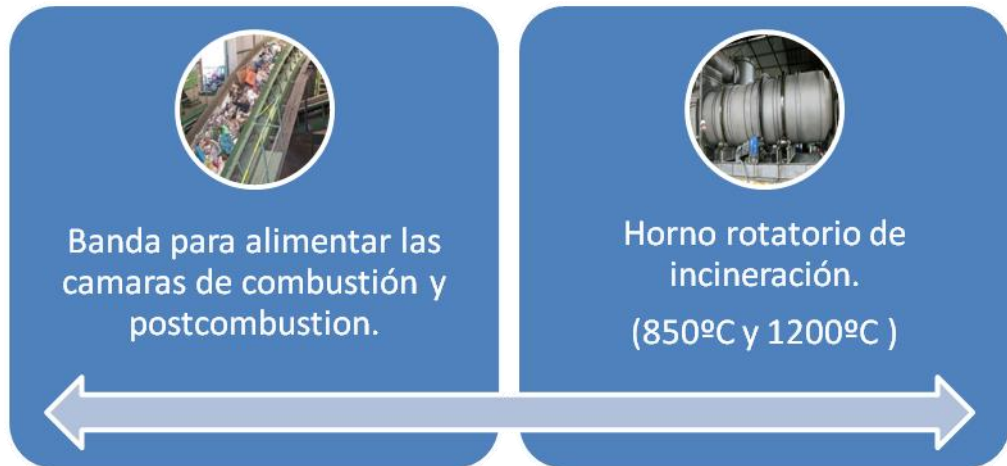 Banda para alimentar las
camaras de combustión y
postcombustion.
Horno rotatorio de
incineración.
(850ºC y 1200ºC )